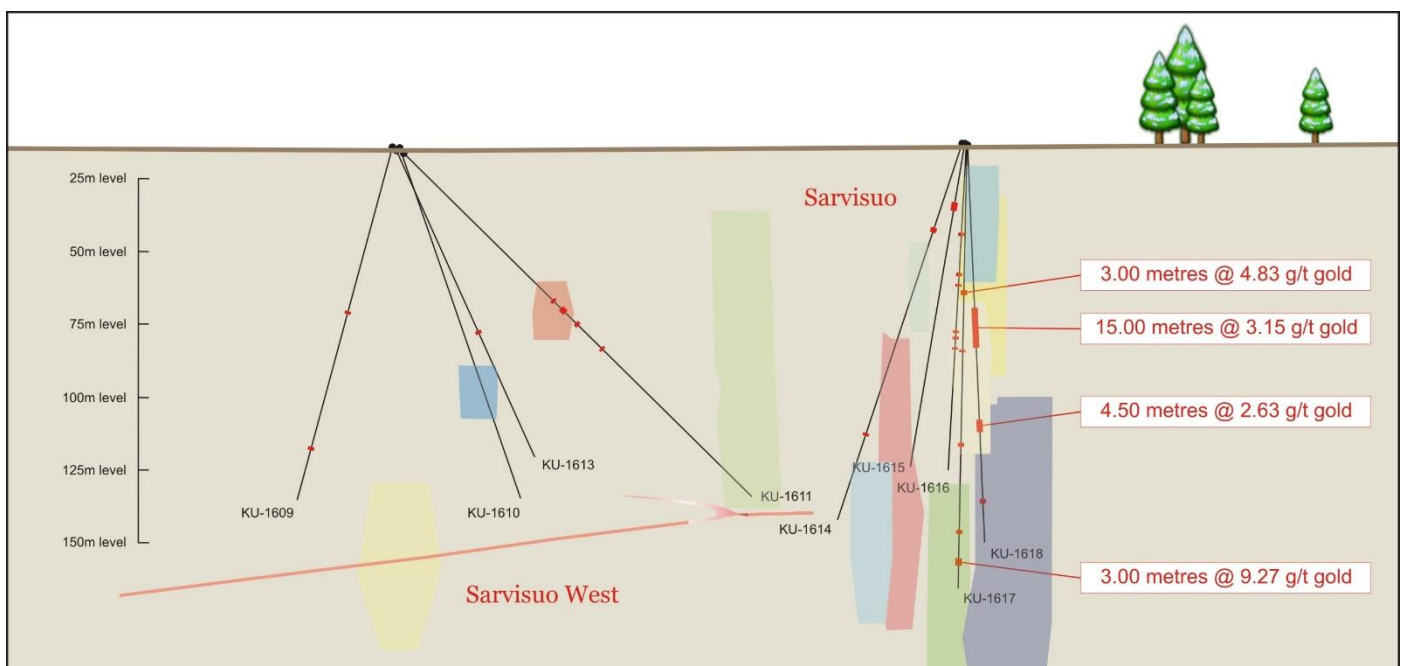 25m level
Sarvisuo
50m level
3.00 metres @ 4.83 g/t gold
75m level
15.00 metres @ 3.15 g/t gold
100m level
4.50 metres @ 2.63 g/t gold
125m level
KU-1613
KU-1615
KU-1616
KU-1611
KU-1609
KU-1610
KU-1614
150m level
KU-1618
3.00 metres @ 9.27 g/t gold
Sarvisuo West
KU-1617